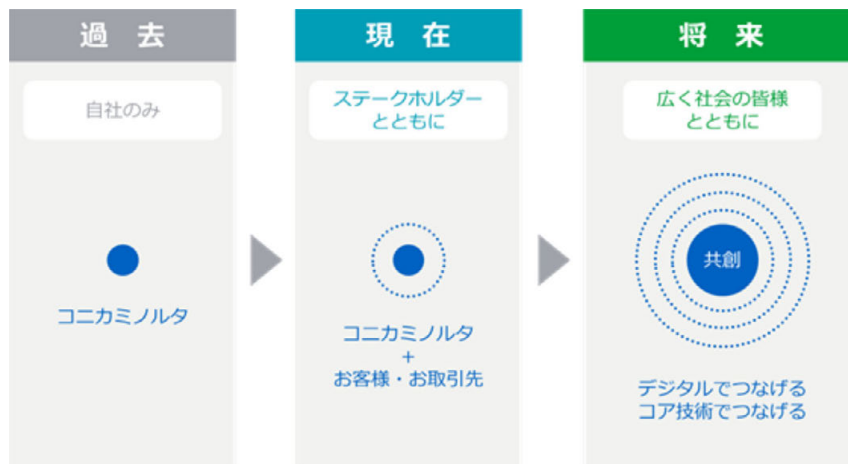 過 去
自社のみ
コニカミノルタ
現 在
ステークホルダー
とともに
コニカミノルタ
+
お客様・お取引先
将 来
広く社会の皆様
とともに
共創
デジタルでつなげる
コア技術でつなげる